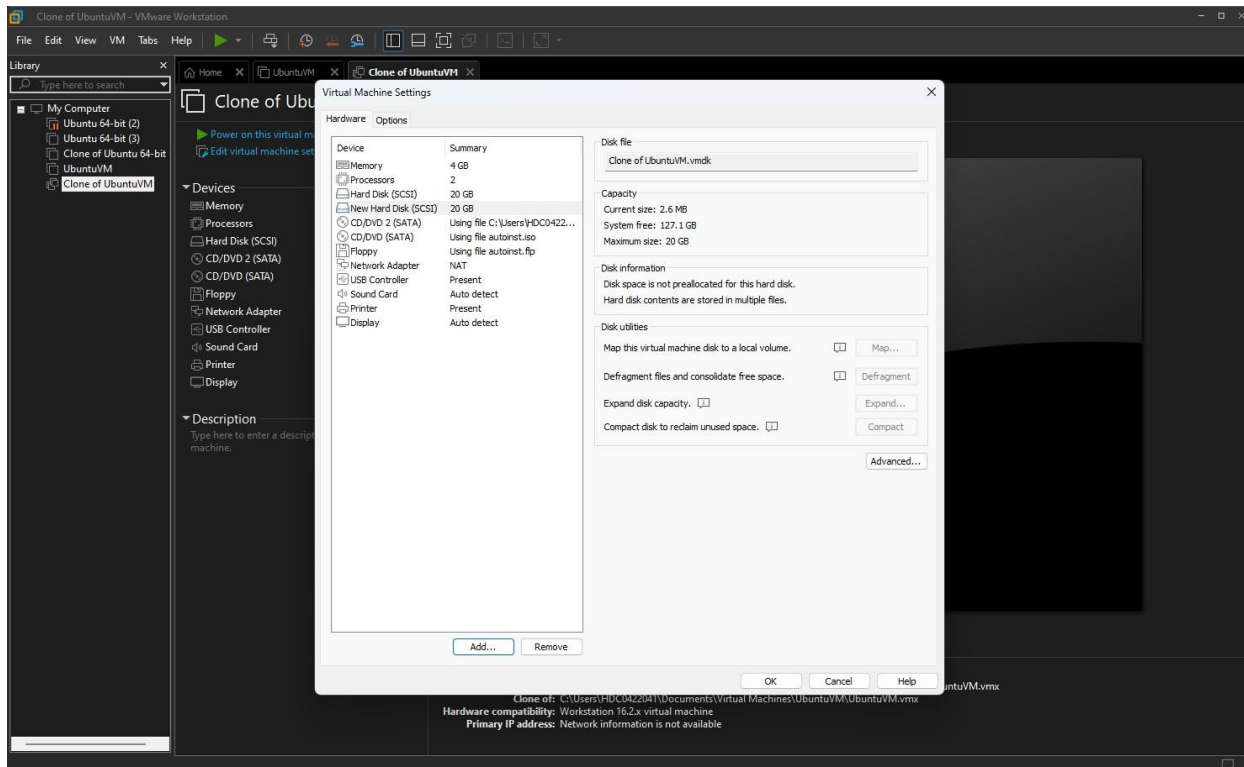 Clone of UbuntuVM - VMware Workstation
File Edit View VM Tabs Help
Library
Type here to search
My Computer
Ubuntu 64-bit (2)
Ubuntu 64-bit (3)
Clone of Ubuntu 64-bit
UbuntuVM
Clone of UbuntuVM
Home UbuntuVM Clone of UbuntuVM
Clone of Ubu
Power on this virtual m
Edit virtual machine set
Devices
Memory
Processors
Hard Disk (SCSI)
CD/DVD 2 (SATA)
CD/DVD (SATA)
Floppy
Network Adapter
USB Controller
Sound Card
Printer
Display
Description
Type here to enter a descript
machine.
Virtual Machine Settings
Hardware Options
Device Summary
Memory 4 GB
Processors 2
Hard Disk (SCSI) 20 GB
New Hard Disk (SCSI) 20 GB
CD/DVD 2 (SATA) Using file C:\Users\HDC0422...
CD/DVD (SATA) Using file autoinst.iso
Floppy Using file autoinst.flp
Network Adapter NAT
USB Controller Present
Sound Card Auto detect
Printer Present
Display Auto detect
Add... Remove
Disk file
Clone of UbuntuVM.vmdk
Capacity
Current size: 2.6 MB
System free: 127.1 GB
Maximum size: 20 GB
Disk information
Disk space is not preallocated for this hard disk.
Hard disk contents are stored in multiple files.
Disk utilities
Map this virtual machine disk to a local volume. Map...
Defragment files and consolidate free space. Defragment
Expand disk capacity. Expand...
Compact disk to reclaim unused space. Compact
Advanced...
OK Cancel Help
untuVM.vmx
Clone of: C:\Users\HDC0422041\Documents\Virtual Machines\UbuntuVM\UbuntuVM.vmx
Hardware compatibility: Workstation 16.2.x virtual machine
Primary IP address: Network information is not available